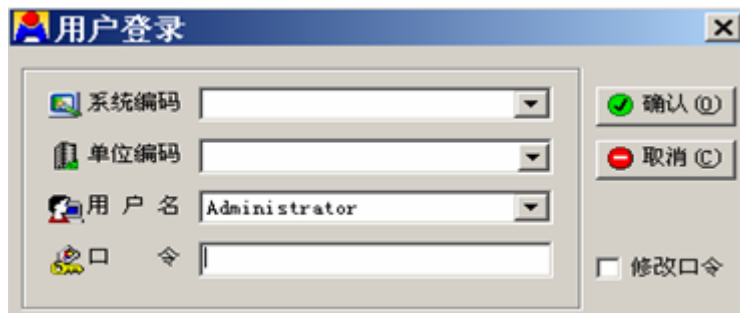 用户登录
系统编码
确认(O)
单位编码
取消(C)
用户名 Administrator
口令
修改口令